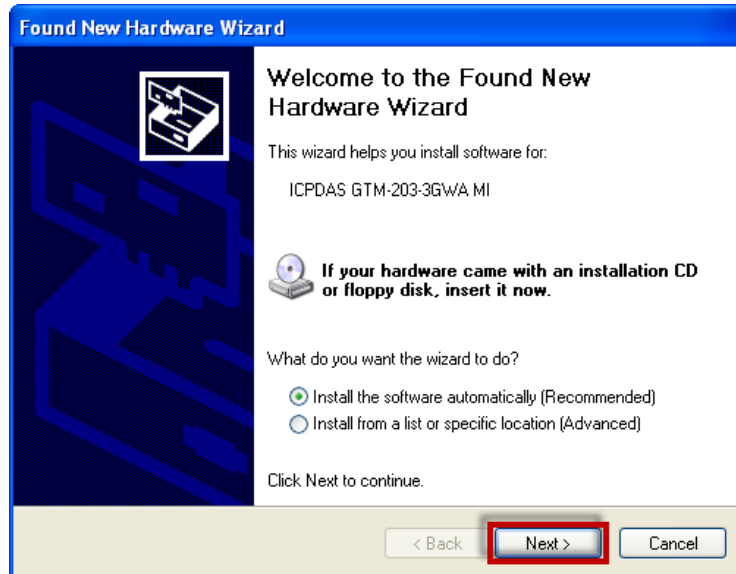 Found New Hardware Wizard
Welcome to the Found New
Hardware Wizard
This wizard helps you install software for:
ICPDAS GTM-203-3GWA MI
If your hardware came with an installation CD
or floppy disk, insert it now.
What do you want the wizard to do?
Install the software automatically (Recommended)
Install from a list or specific location (Advanced)
Click Next to continue.
< Back Next > Cancel